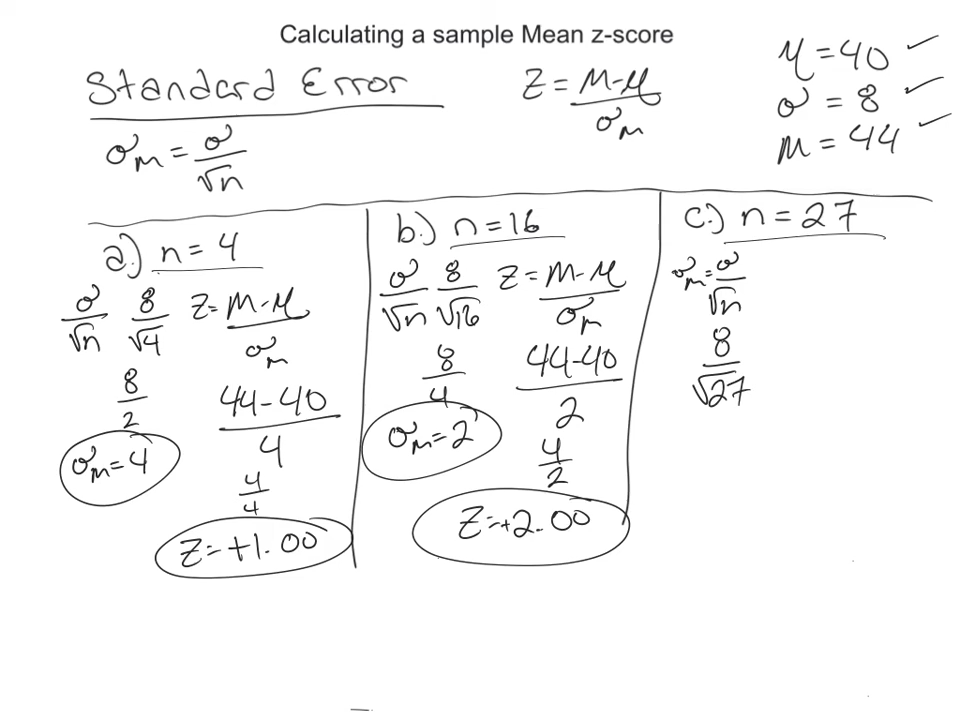 Calculating a sample Mean z-score
Standard Error
σM = σ/√n
Z = M-μ/σM
μ = 40 ✓
σ = 8 ✓
M = 44 ✓
a.) n = 4
σ/√n 8/√4 Z = M-μ/σM
8/2
σM = 4
44-40/4
4/4
Z = +1.00
b.) n = 16
σ/√n 8/√16 Z = M-μ/σM
8/4
σM = 2
44-40/2
4/2
Z = +2.00
c.) n = 27
σM = σ/√n
8/√27